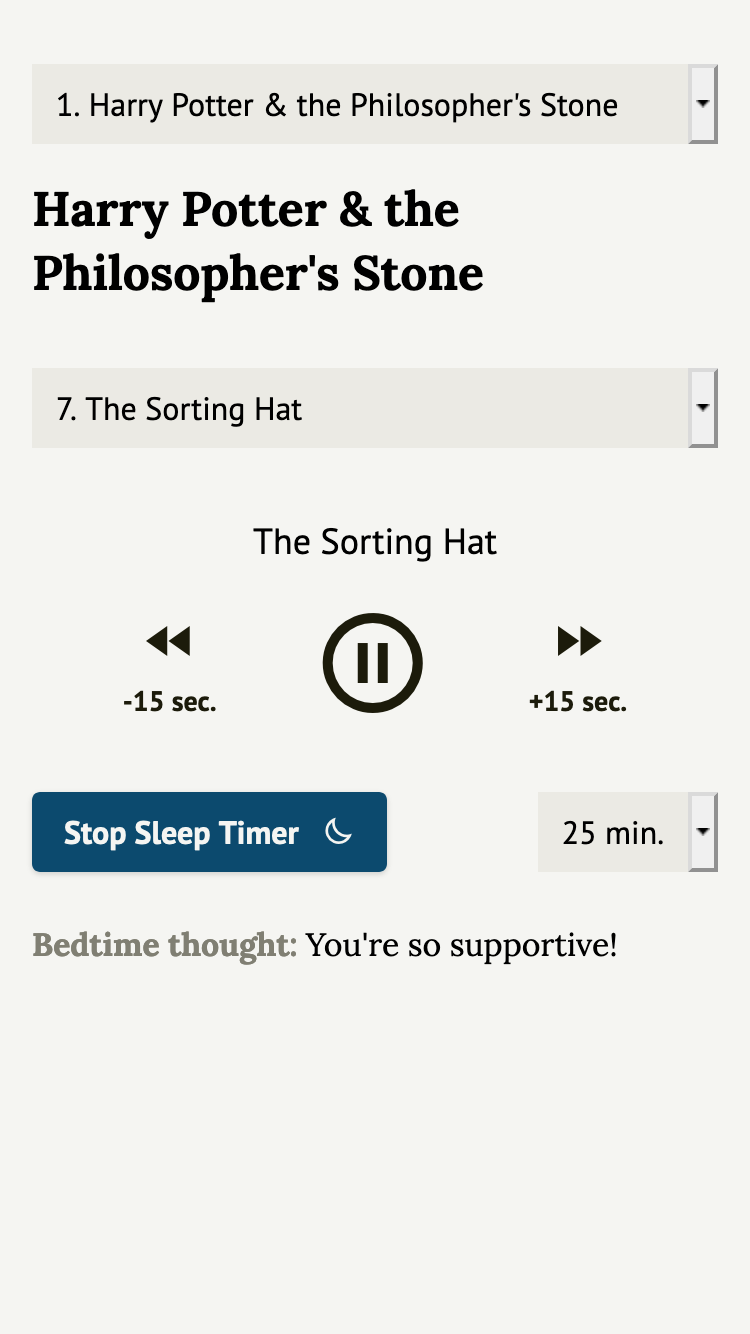 1. Harry Potter & the Philosopher's Stone
Harry Potter & the
Philosopher's Stone
7. The Sorting Hat
The Sorting Hat
-15 sec.
+15 sec.
Stop Sleep Timer
25 min.
Bedtime thought: You're so supportive!